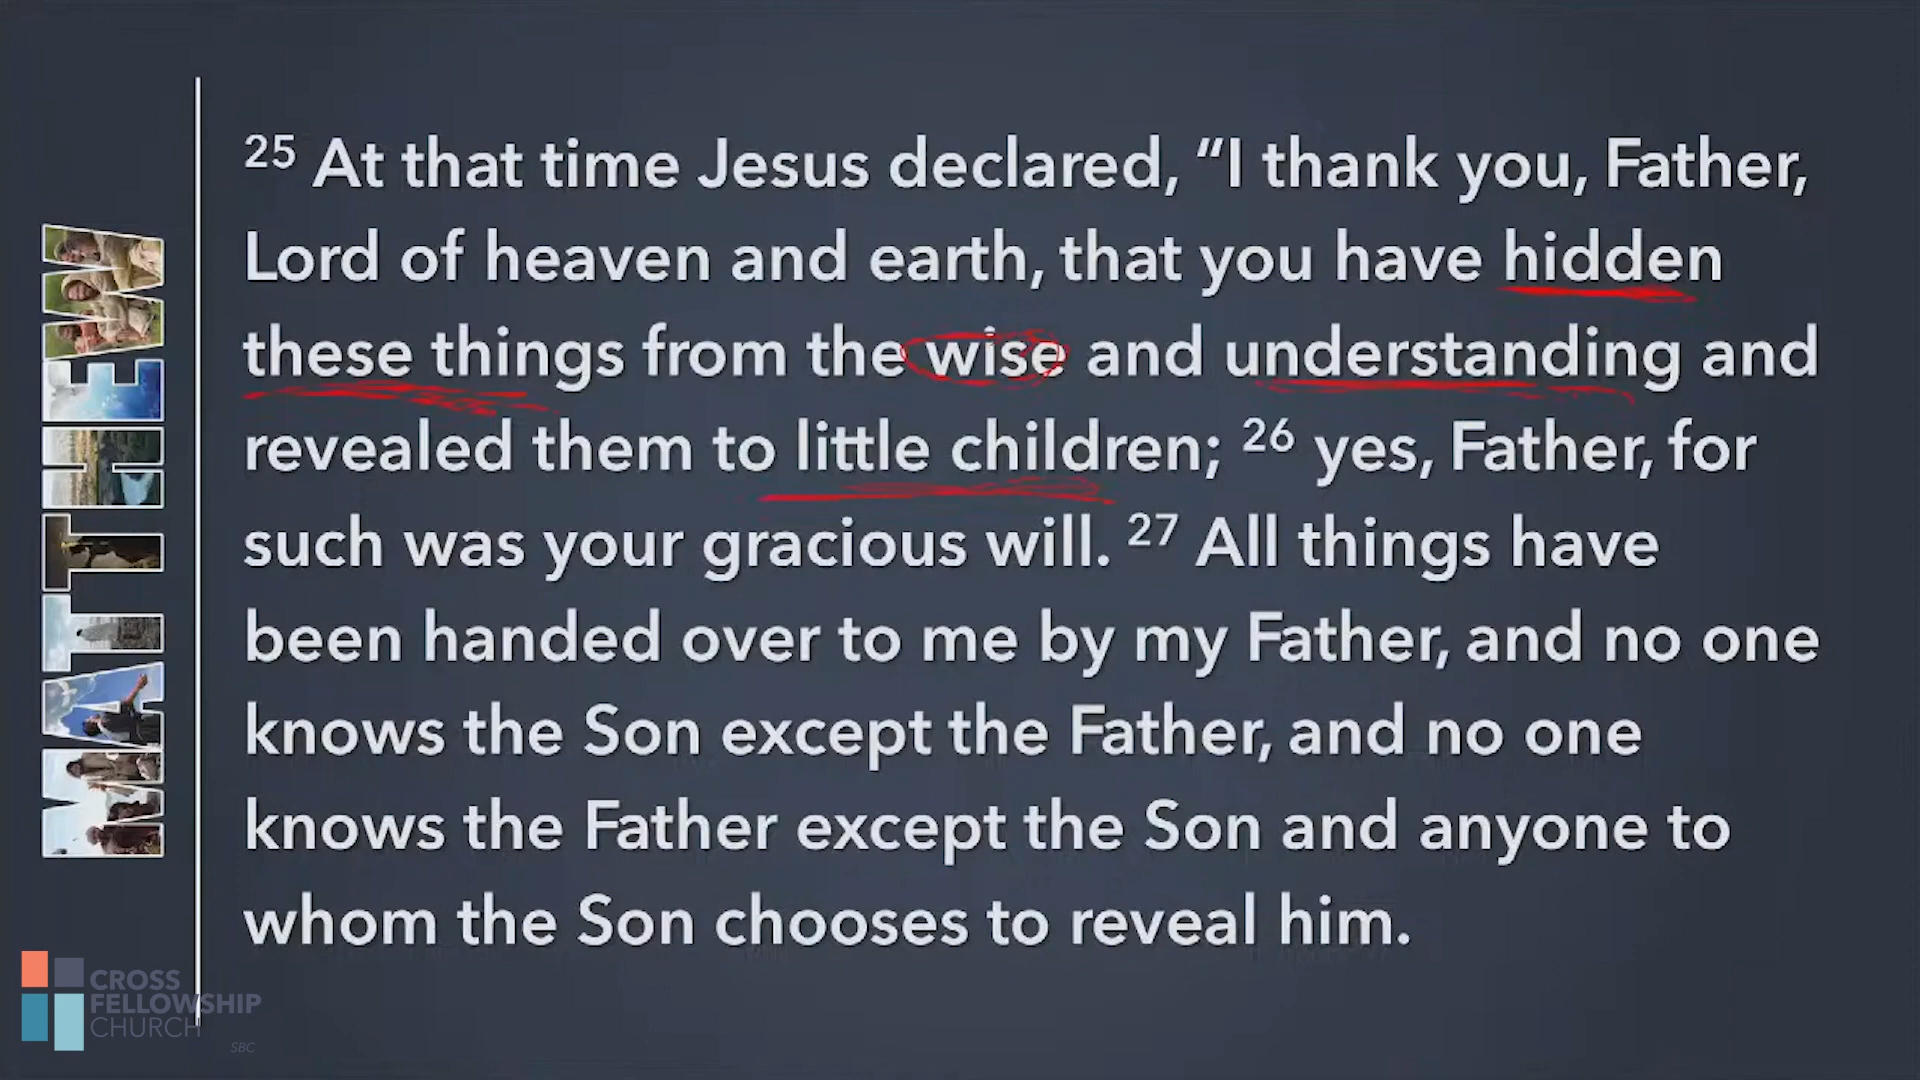 MATTHEW
25 At that time Jesus declared, “I thank you, Father,
Lord of heaven and earth, that you have hidden
these things from the wise and understanding and
revealed them to little children; 26 yes, Father, for
such was your gracious will. 27 All things have
been handed over to me by my Father, and no one
knows the Son except the Father, and no one
knows the Father except the Son and anyone to
whom the Son chooses to reveal him.
CROSS
FELLOWSHIP
CHURCH
SBC